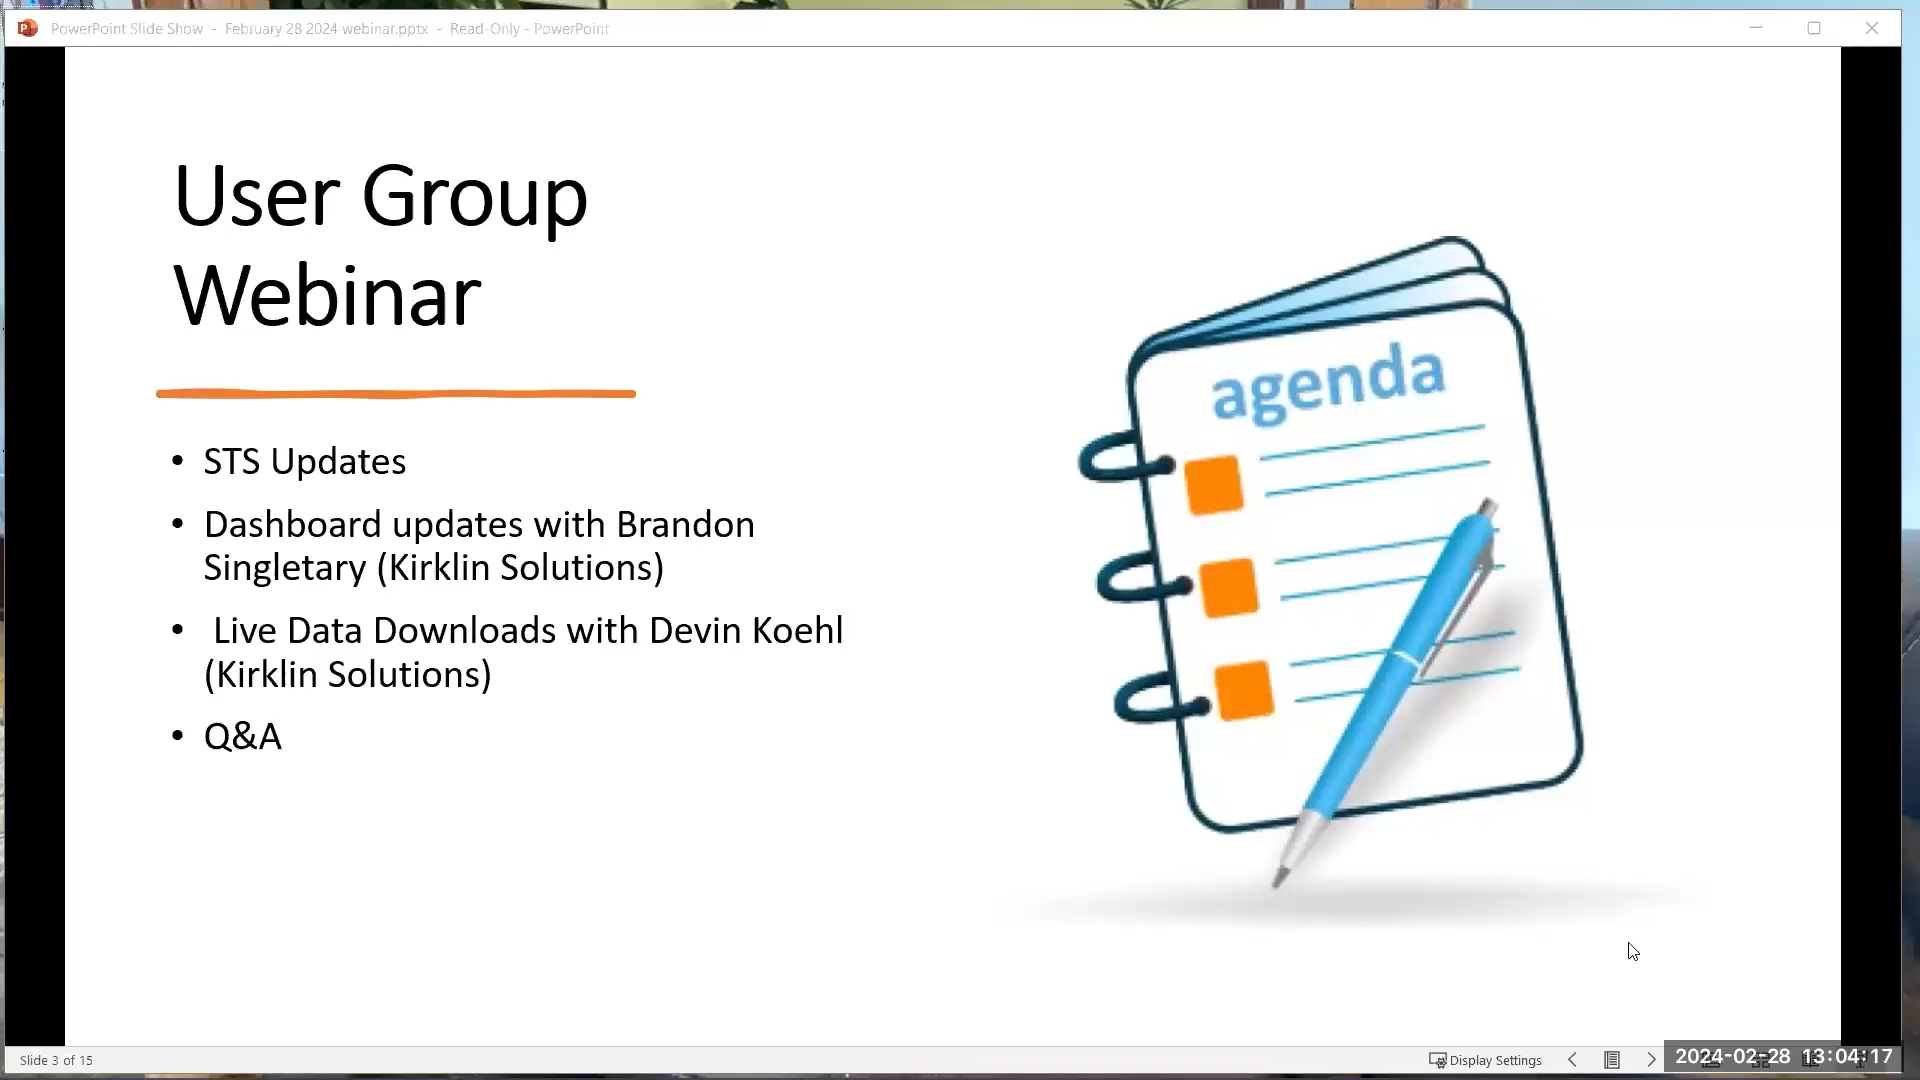 PowerPoint Slide Show - February 28 2024 webinar.pptx - Read-Only - PowerPoint
User Group
Webinar
• STS Updates
• Dashboard updates with Brandon
Singletary (Kirklin Solutions)
• Live Data Downloads with Devin Koehl
(Kirklin Solutions)
• Q&A
agenda
Slide 3 of 15
Display Settings
2024-02-28 13:04:17